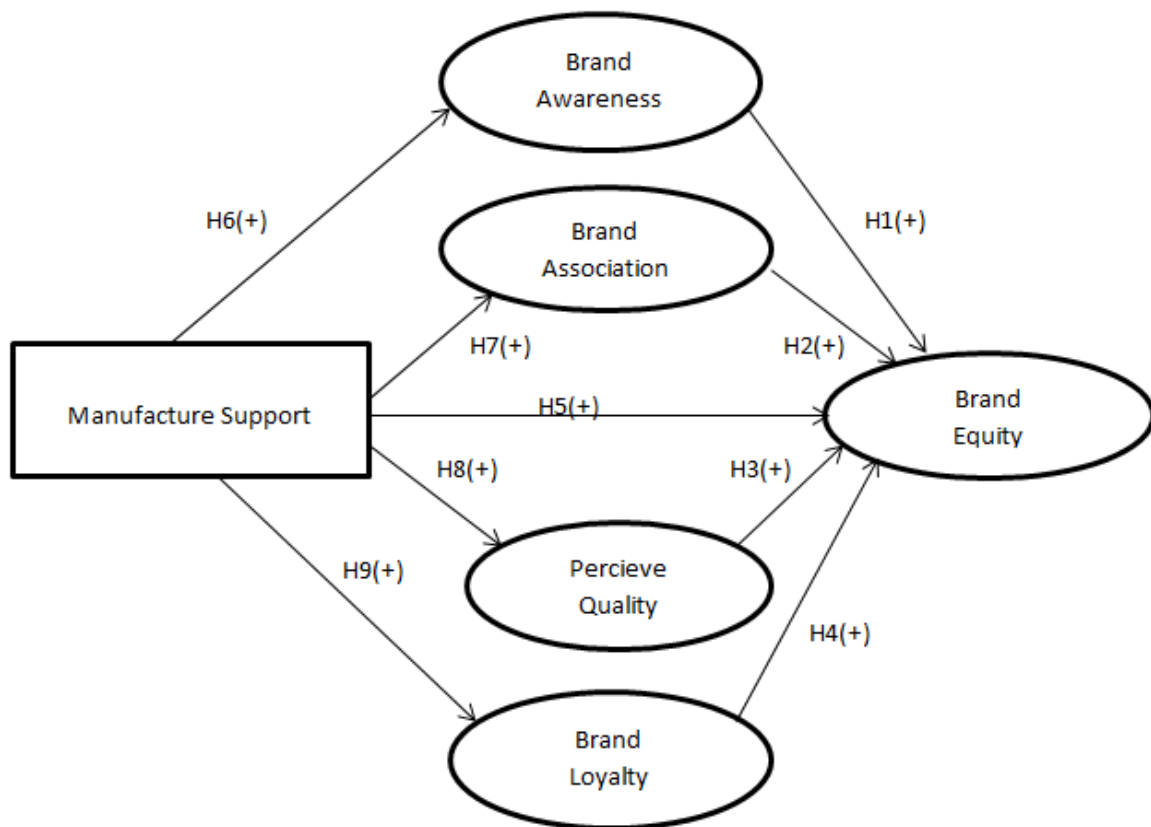 Brand
Awareness
H6(+)
H1(+)
Brand
Association
H7(+)
H2(+)
Manufacture Support
H5(+)
Brand
Equity
H8(+)
H3(+)
Percieve
Quality
H9(+)
H4(+)
Brand
Loyalty